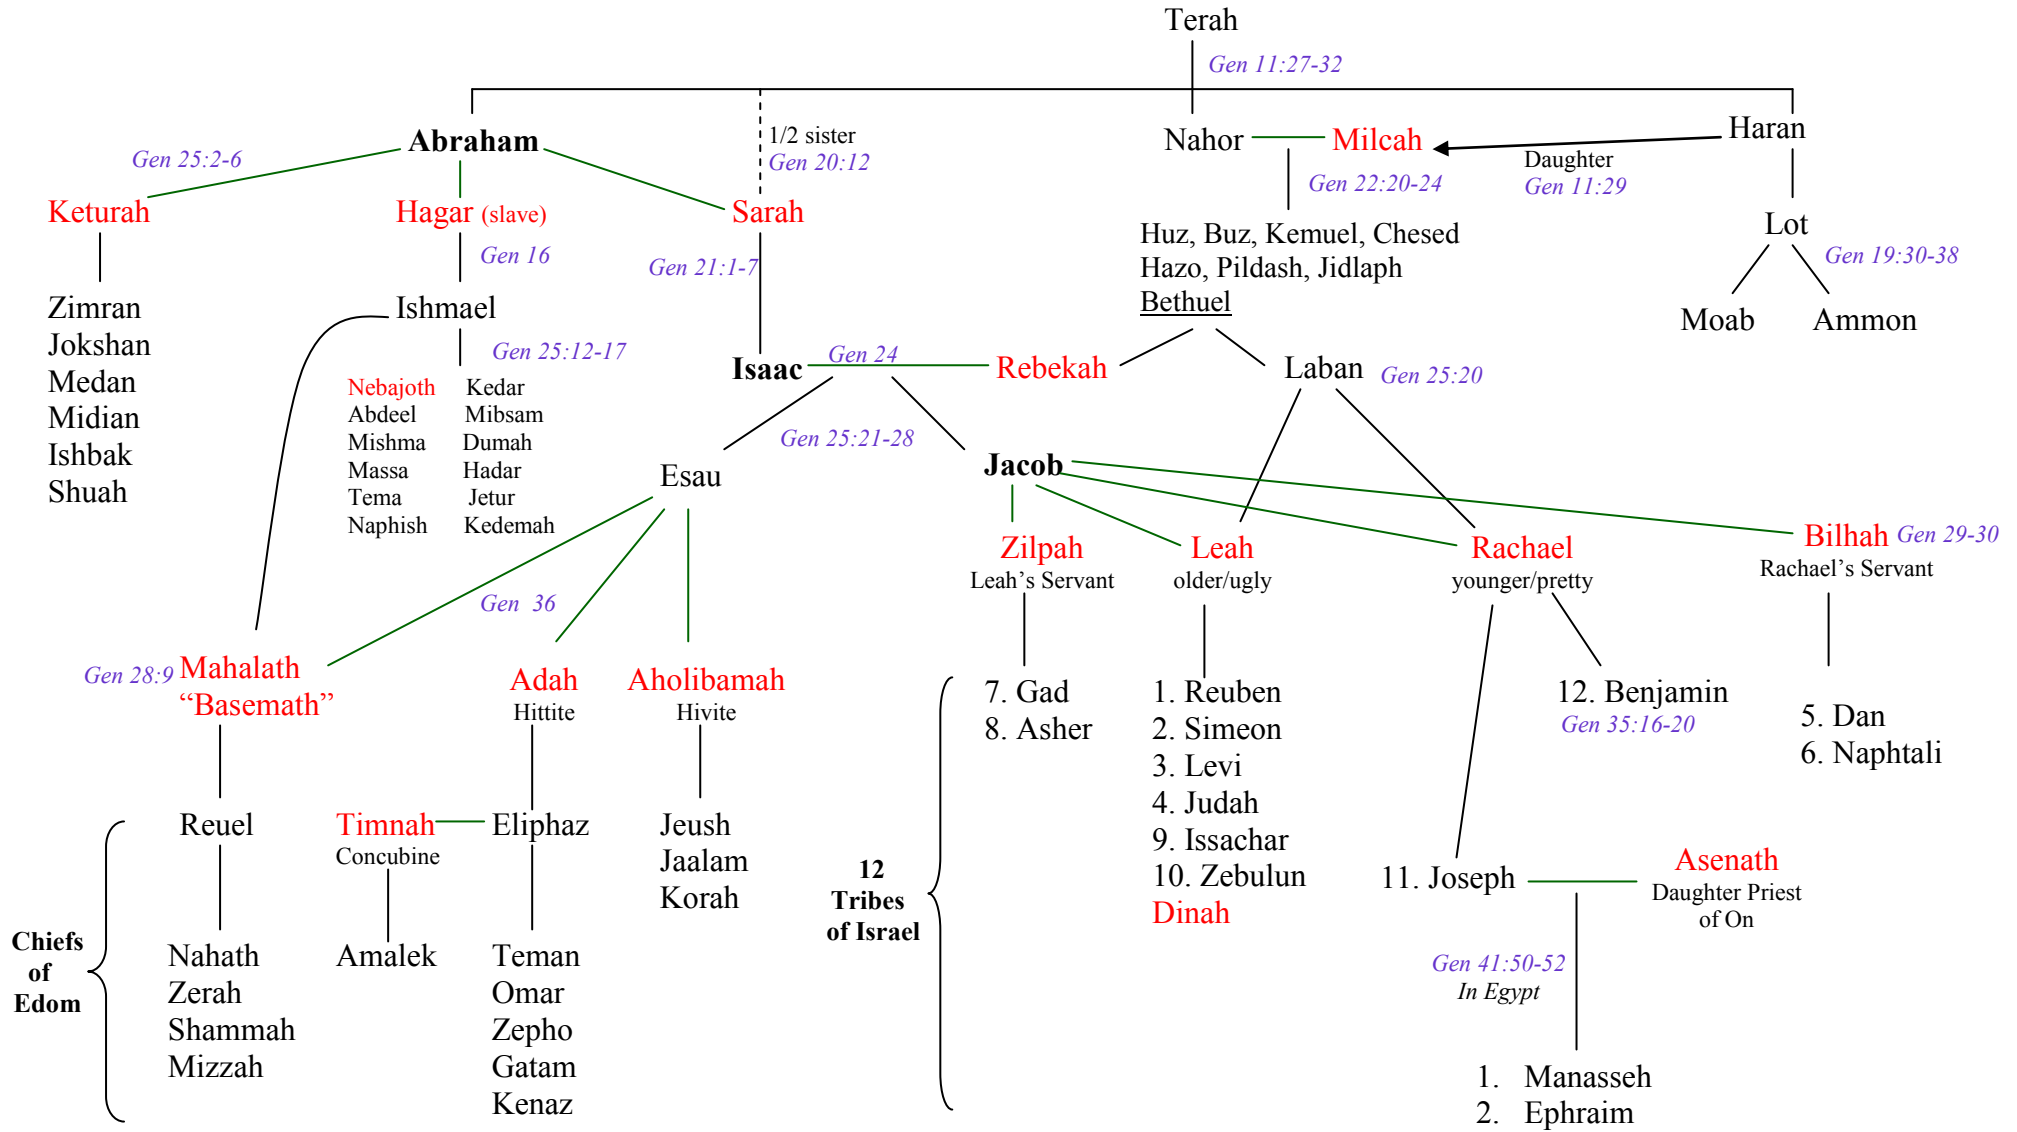 Terah
Gen 11:27-32
Abraham
1/2 sister
Gen 20:12
Nahor
Milcah
Daughter
Gen 11:29
Haran
Gen 25:2-6
Gen 22:20-24
Keturah
Hagar (slave)
Sarah
Lot
Gen 16
Gen 21:1-7
Huz, Buz, Kemuel, Chesed
Hazo, Pildash, Jidlaph
Bethuel
Gen 19:30-38
Moab
Ammon
Zimran
Jokshan
Medan
Midian
Ishbak
Shuah
Ishmael
Gen 25:12-17
Nebajoth Kedar
Abdeel Mibsam
Mishma Dumah
Massa Hadar
Tema Jetur
Naphish Kedemah
Isaac
Gen 24
Rebekah
Laban
Gen 25:20
Gen 25:21-28
Esau
Jacob
Zilpah
Leah's Servant
Leah
older/ugly
Rachael
younger/pretty
Bilhah
Gen 29-30
Rachael's Servant
Gen 36
Gen 28:9
Mahalath
“Basemath”
Adah
Hittite
Aholibamah
Hivite
7. Gad
8. Asher
1. Reuben
2. Simeon
3. Levi
4. Judah
9. Issachar
10. Zebulun
Dinah
12. Benjamin
Gen 35:16-20
5. Dan
6. Naphtali
Reuel
Timnah
Concubine
Eliphaz
Jeush
Jaalam
Korah
12
Tribes
of Israel
11. Joseph
Asenath
Daughter Priest
of On
Chiefs
of
Edom
Nahath
Zerah
Shammah
Mizzah
Amalek
Teman
Omar
Zepho
Gatam
Kenaz
Gen 41:50-52
In Egypt
1. Manasseh
2. Ephraim